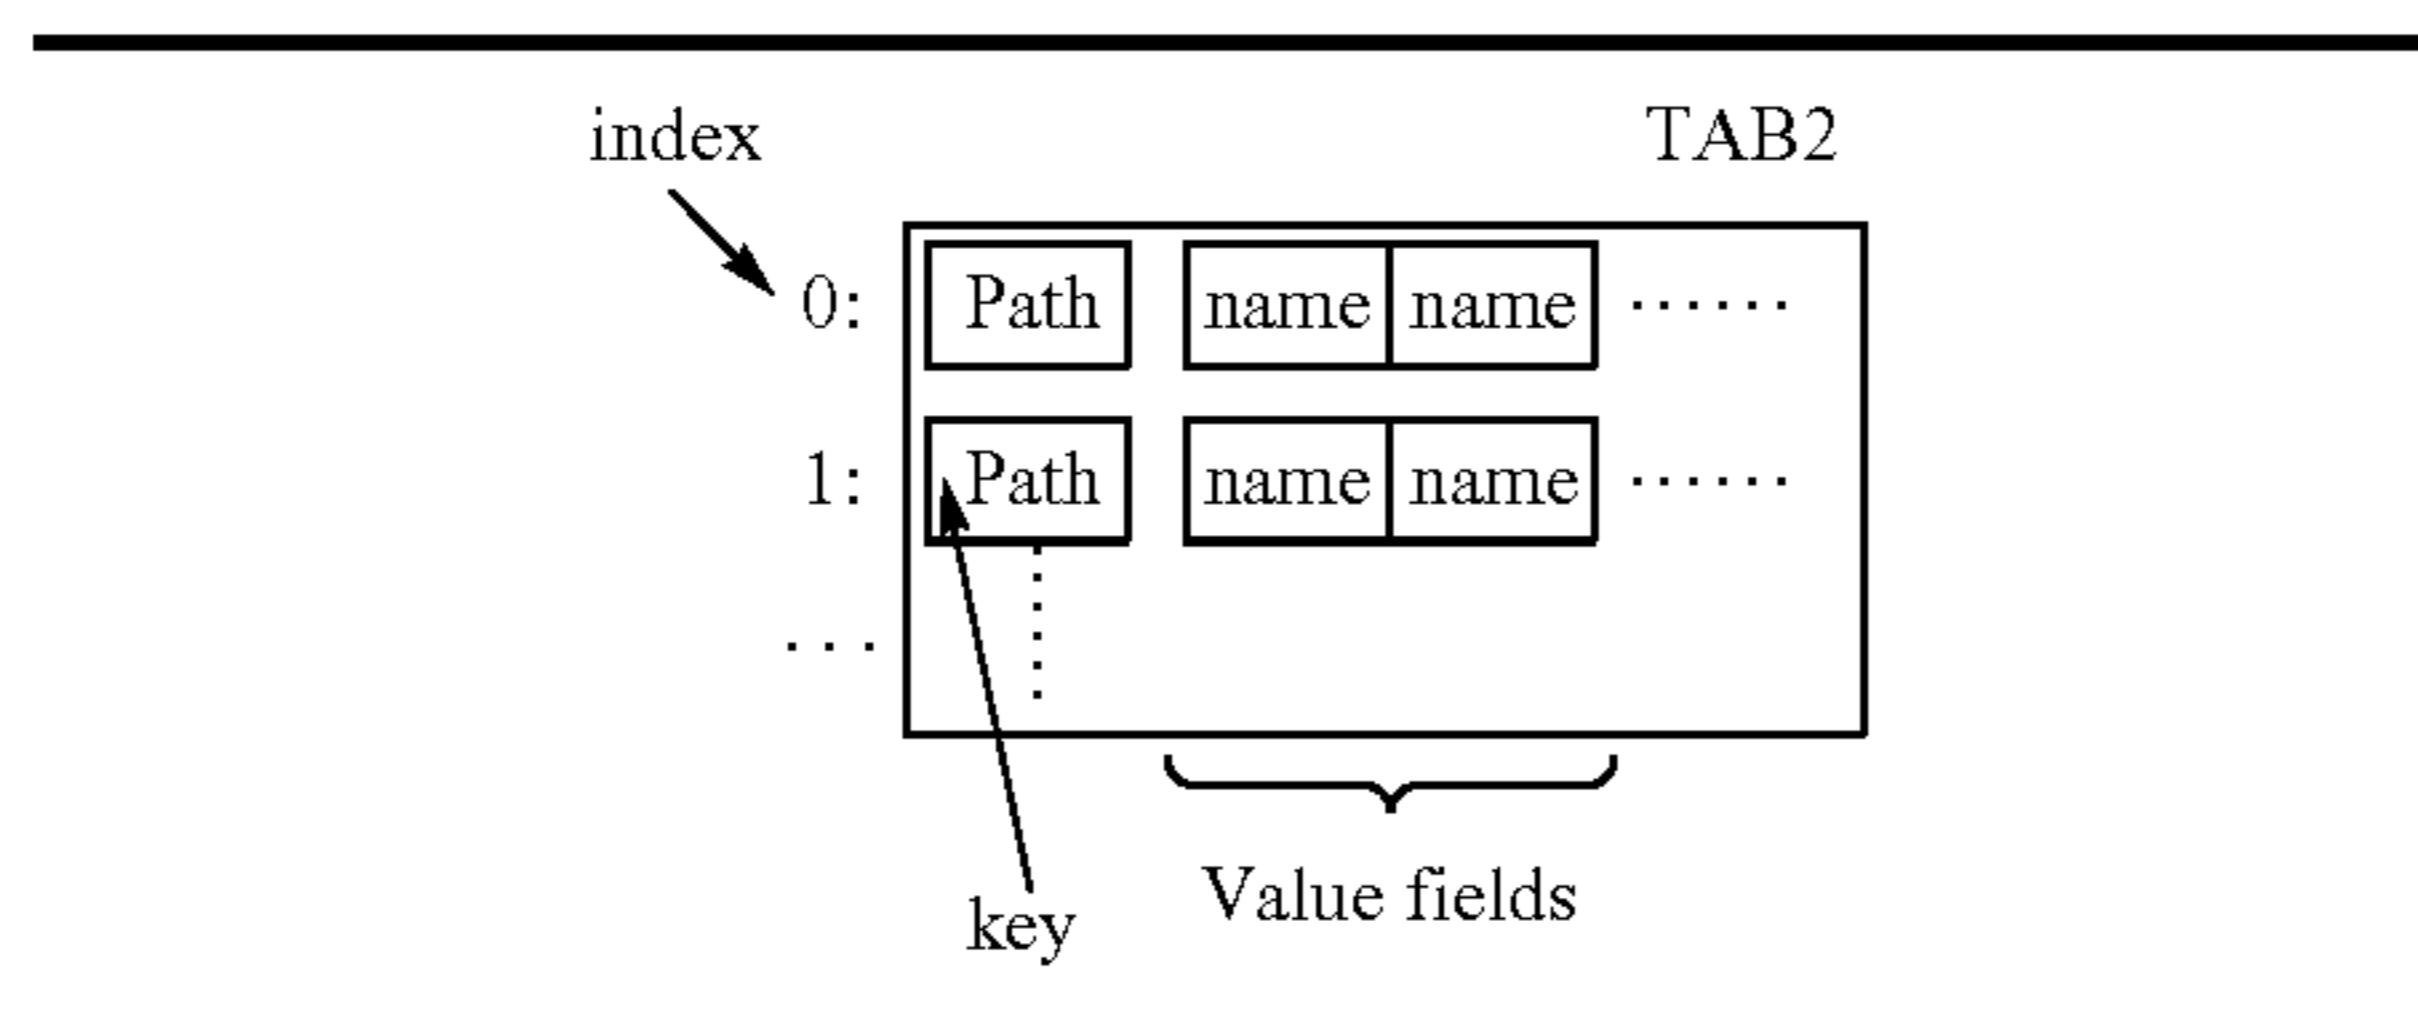 index TAB2
0: Path name name ......
1: Path name name ......
...
Value fields
key